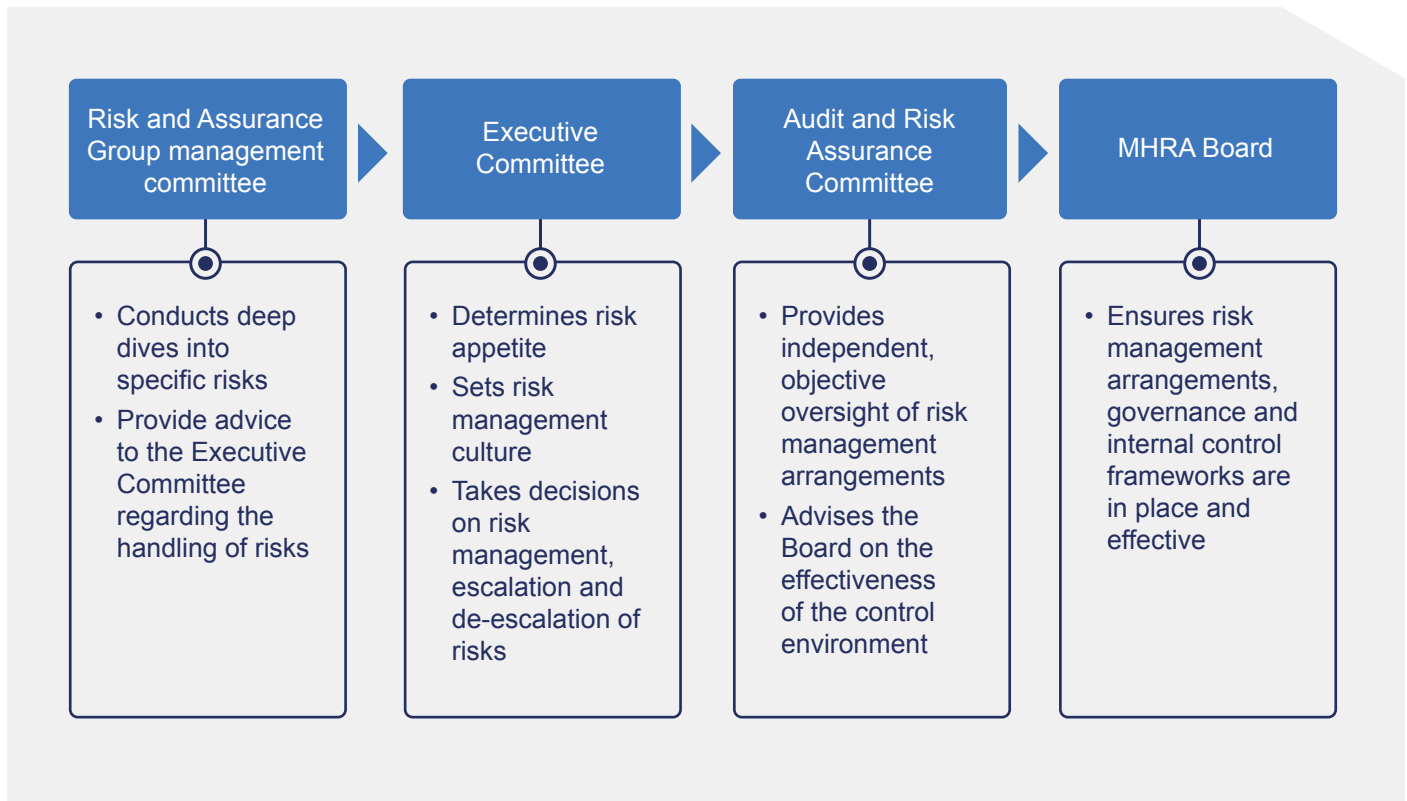 Risk and Assurance
Group management
committee
Executive
Committee
Audit and Risk
Assurance
Committee
MHRA Board
• Conducts deep
dives into
specific risks
• Provide advice
to the Executive
Committee
regarding the
handling of risks
• Determines risk
appetite
• Sets risk
management
culture
• Takes decisions
on risk
management,
escalation and
de-escalation of
risks
• Provides
independent,
objective
oversight of risk
management
arrangements
• Advises the
Board on the
effectiveness
of the control
environment
• Ensures risk
management
arrangements,
governance and
internal control
frameworks are
in place and
effective